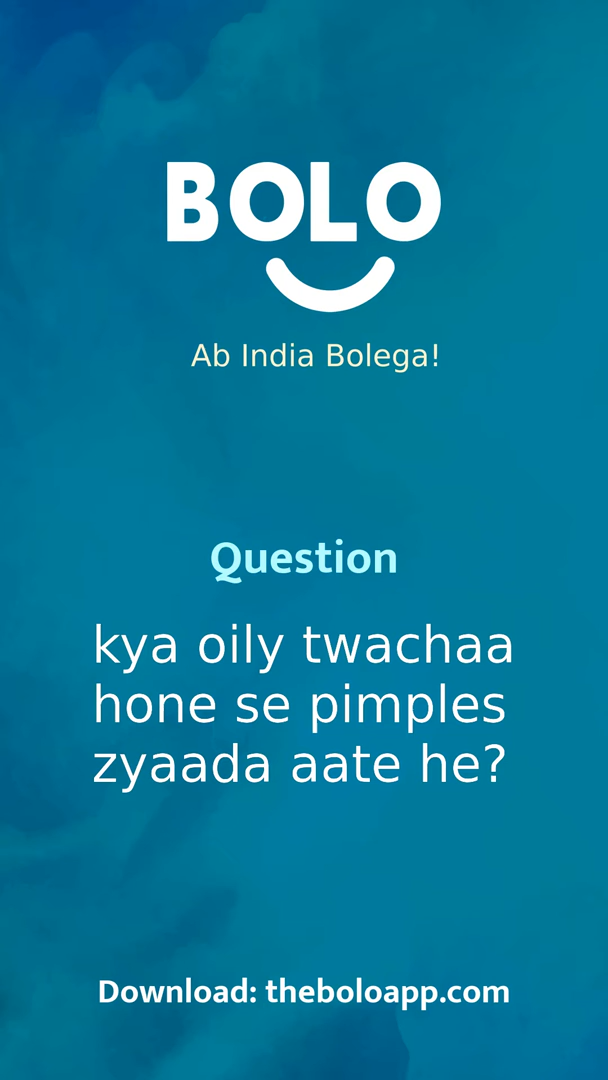 BOLO
Ab India Bolega!
Question
kya oily twachaa
hone se pimples
zyaada aate he?
Download: theboloapp.com